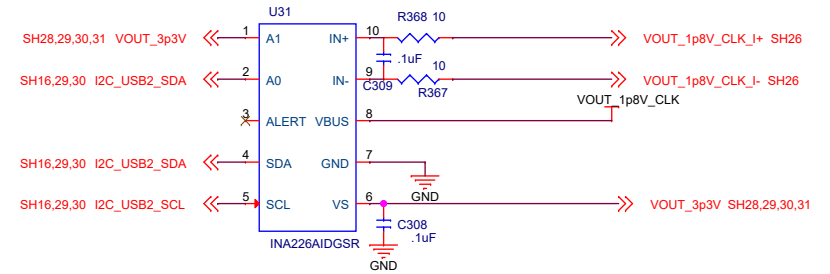 U31
SH28,29,30,31 VOUT_3p3V
1
A1
IN+
10
R368 10
VOUT_1p8V_CLK_I+ SH26
.1uF
C309
SH16,29,30 I2C_USB2_SDA
2
A0
IN-
9
10
R367
VOUT_1p8V_CLK_I- SH26
VOUT_1p8V_CLK
3
ALERT VBUS
8
SH16,29,30 I2C_USB2_SDA
4
SDA
GND
7
GND
SH16,29,30 I2C_USB2_SCL
5
SCL
VS
6
VOUT_3p3V SH28,29,30,31
C308
.1uF
INA226AIDGSR
GND